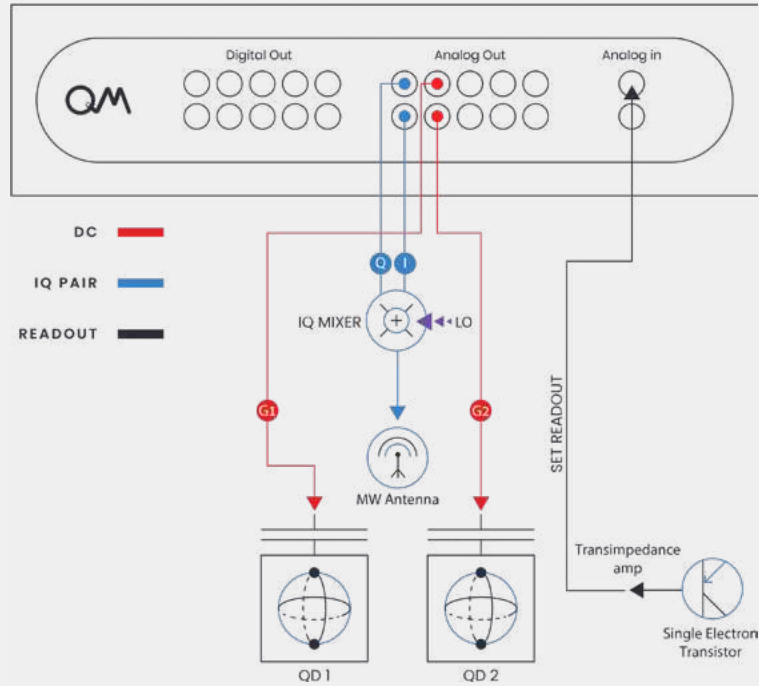 Digital Out
Analog Out
Analog in
QM
DC
IQ PAIR
READOUT
Q
I
IQ MIXER
LO
G1
G2
SET READOUT
MW Antenna
Transimpedance
amp
Single Electron
Transistor
QD 1
QD 2